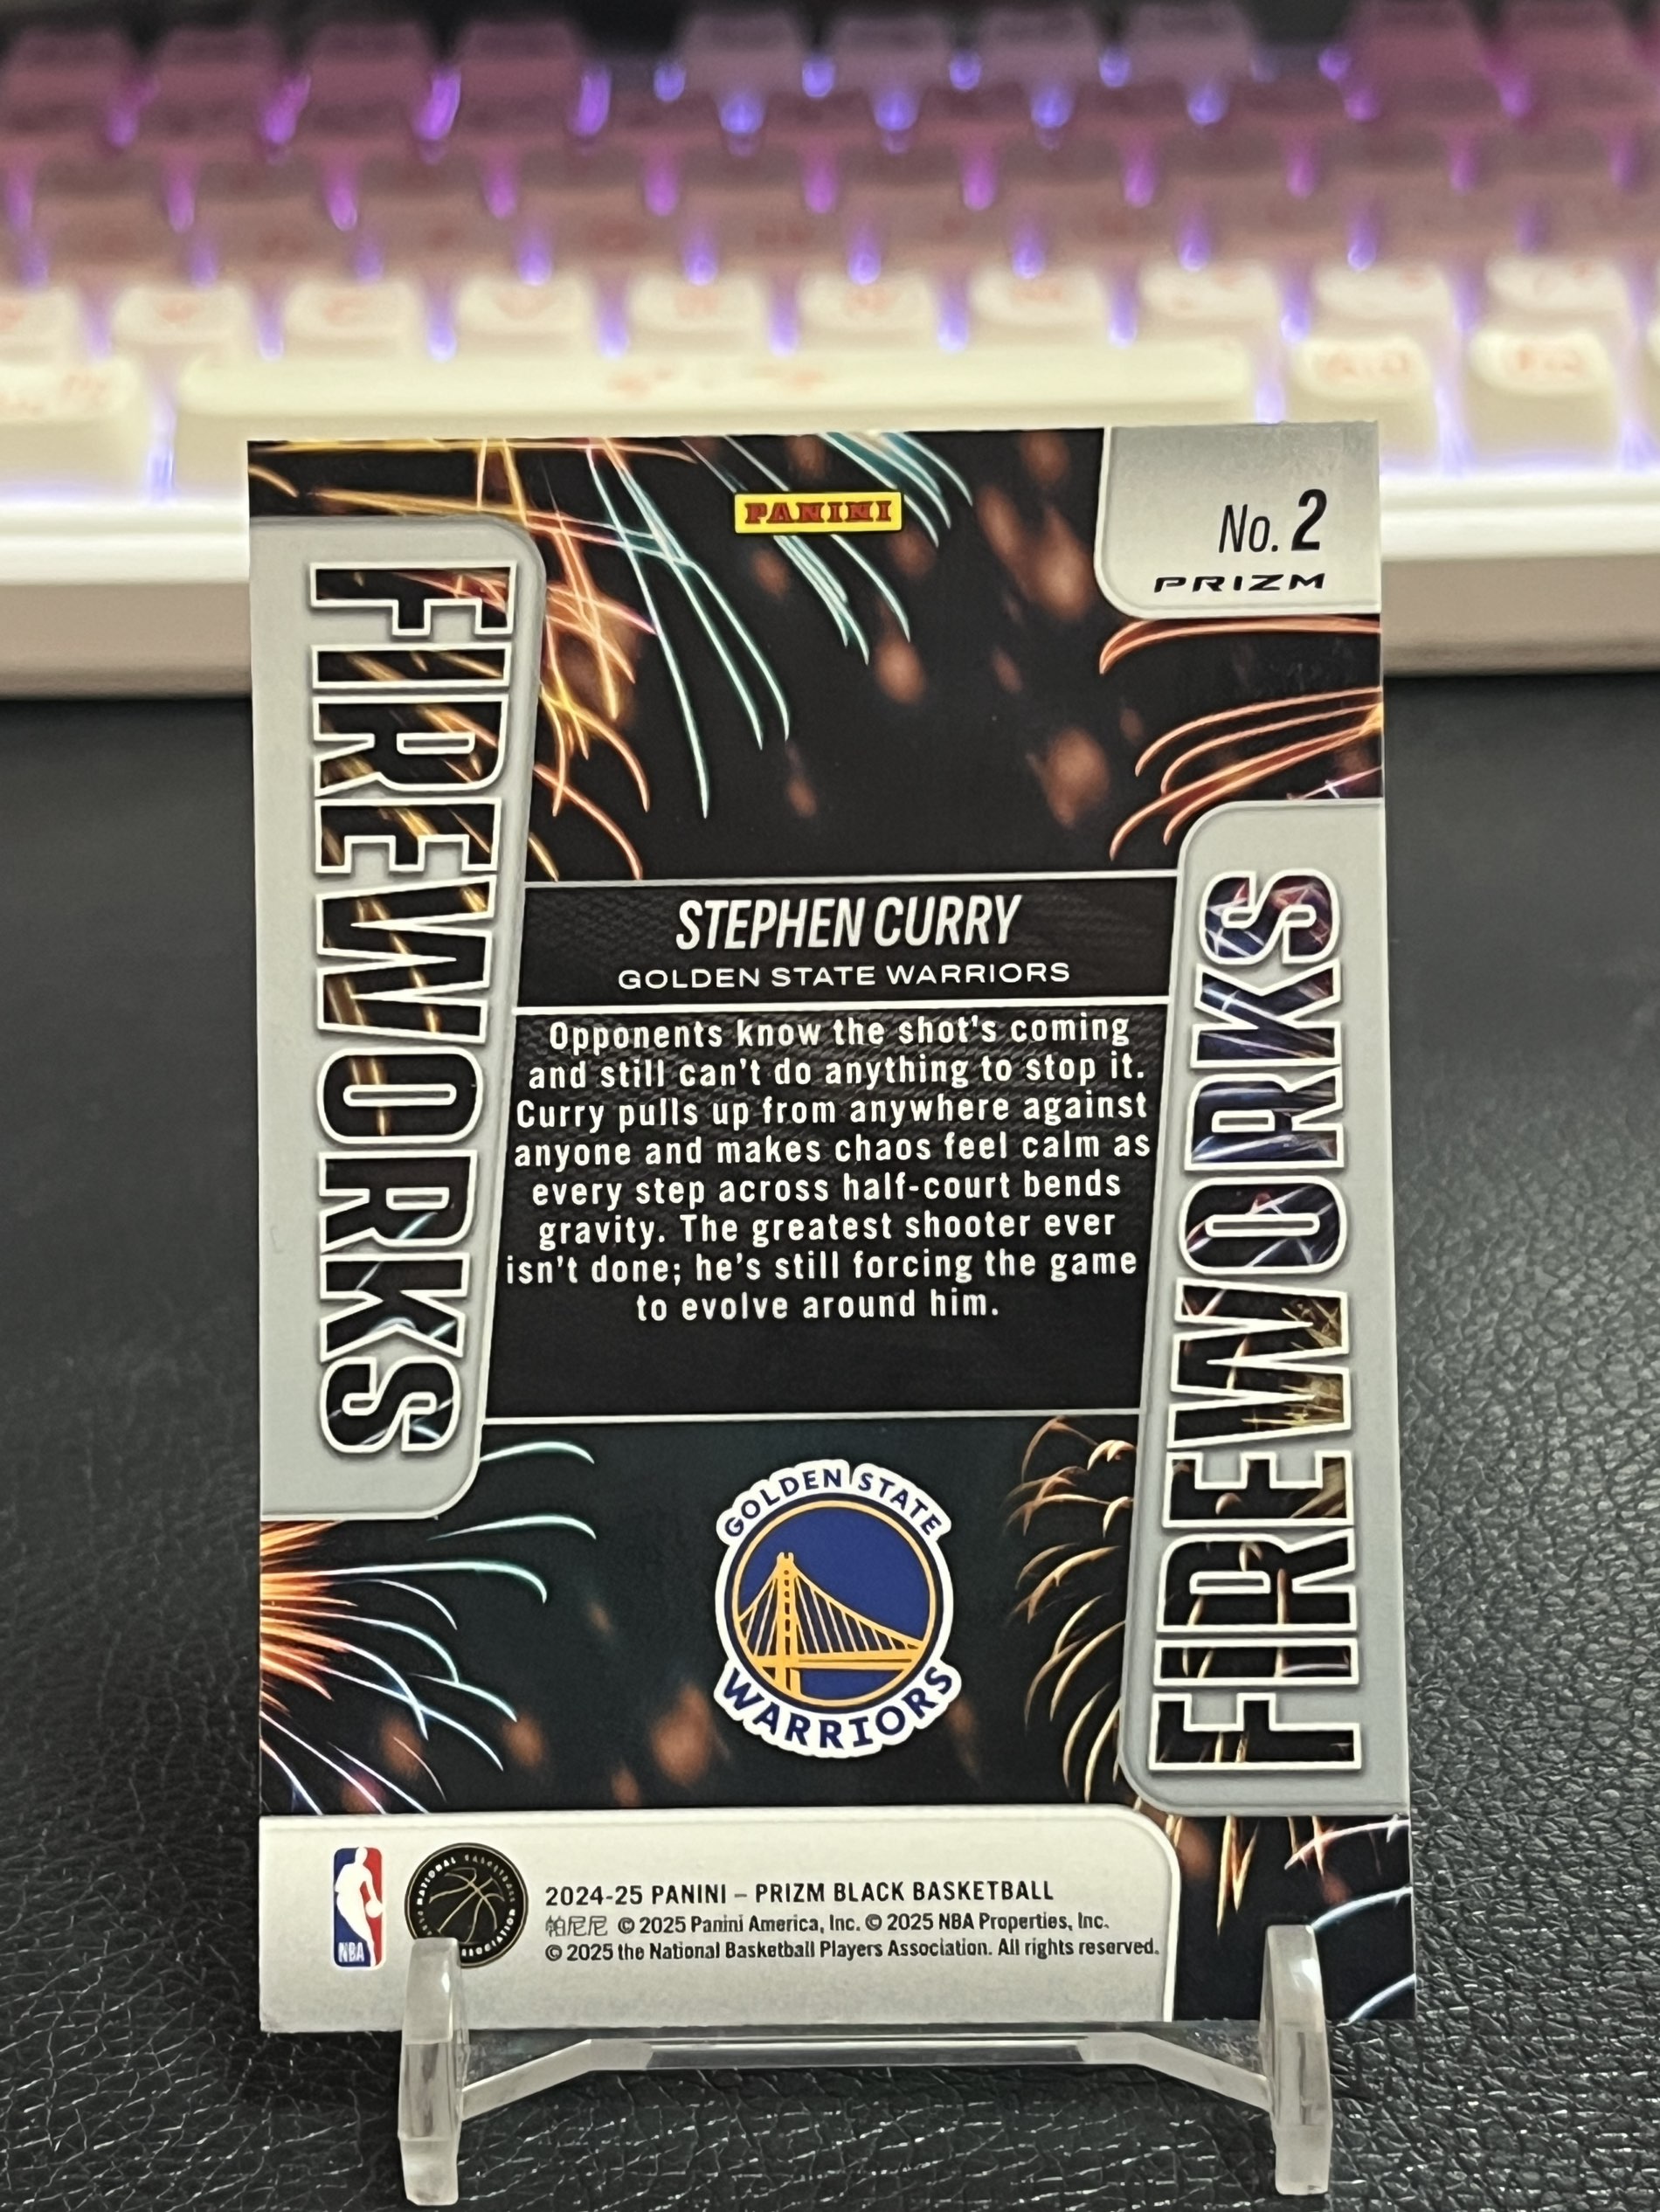 PANINI
No. 2
PRIZM
FIREWORKS
STEPHEN CURRY
GOLDEN STATE WARRIORS
Opponents know the shot's coming
and still can't do anything to stop it.
Curry pulls up from anywhere against
anyone and makes chaos feel calm as
every step across half-court bends
gravity. The greatest shooter ever
isn't done; he's still forcing the game
to evolve around him.
FIREWORKS
GOLDEN STATE
WARRIORS
NBA
NATIONAL BASKETBALL
2024-25 PANINI – PRIZM BLACK BASKETBALL
帕尼尼 © 2025 Panini America, Inc. © 2025 NBA Properties, Inc.
© 2025 the National Basketball Players Association. All rights reserved.